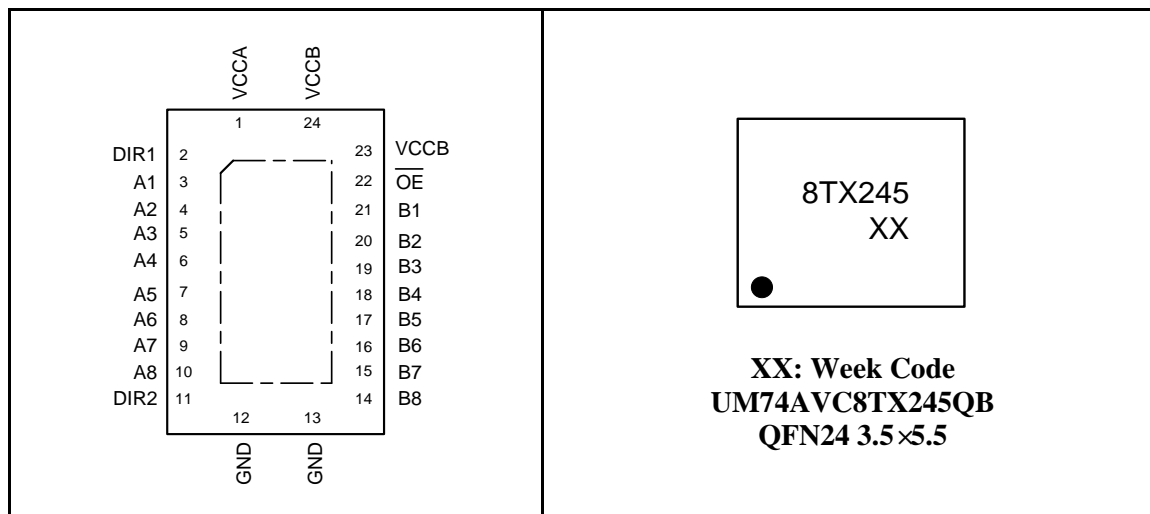 VCCA VCCB
1 24
DIR1 2 23 VCCB
A1 3 22 OE
A2 4 21 B1
A3 5 20 B2
A4 6 19 B3
A5 7 18 B4
A6 8 17 B5
A7 9 16 B6
A8 10 15 B7
DIR2 11 14 B8
12 13
GND GND
8TX245
XX
XX: Week Code
UM74AVC8TX245QB
QFN24 3.5×5.5